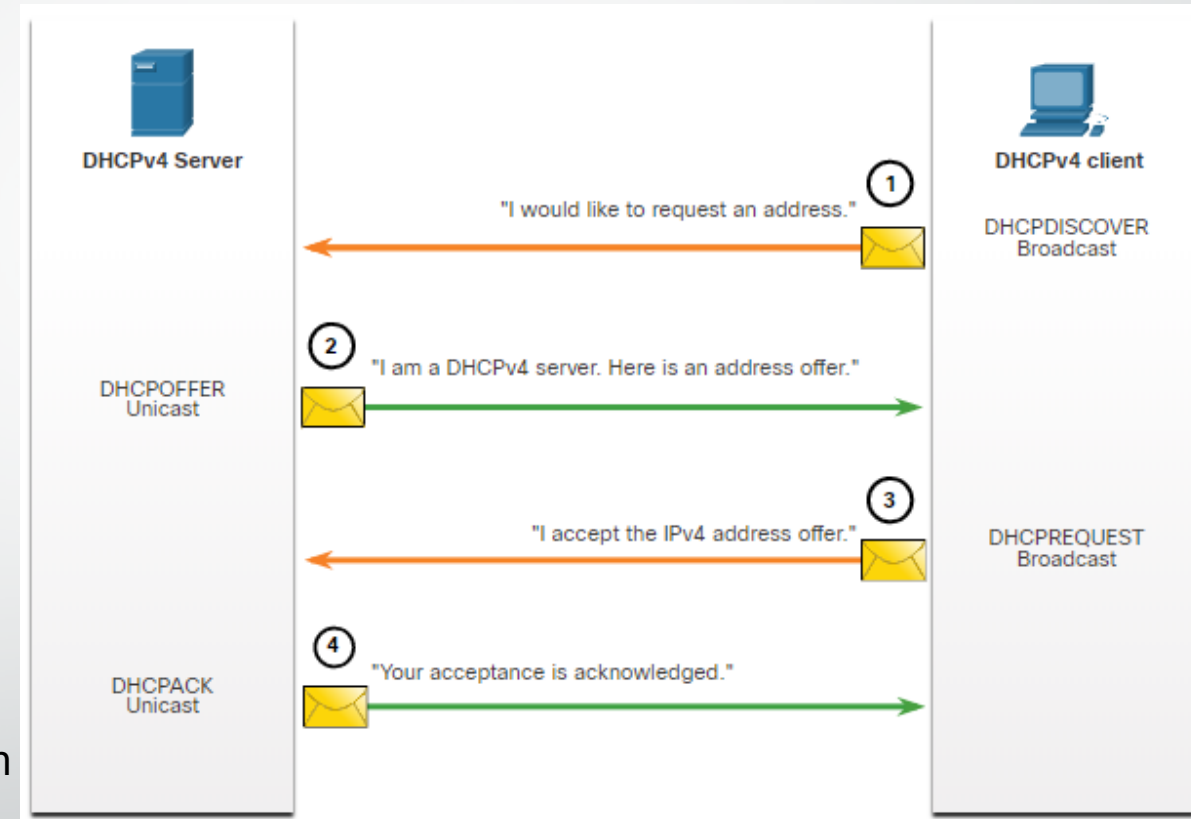 DHCPv4 Server
DHCPv4 client
1
"I would like to request an address."
DHCPDISCOVER
Broadcast
2
"I am a DHCPv4 server. Here is an address offer."
DHCPOFFER
Unicast
3
"I accept the IPv4 address offer."
DHCPREQUEST
Broadcast
4
"Your acceptance is acknowledged."
DHCPACK
Unicast